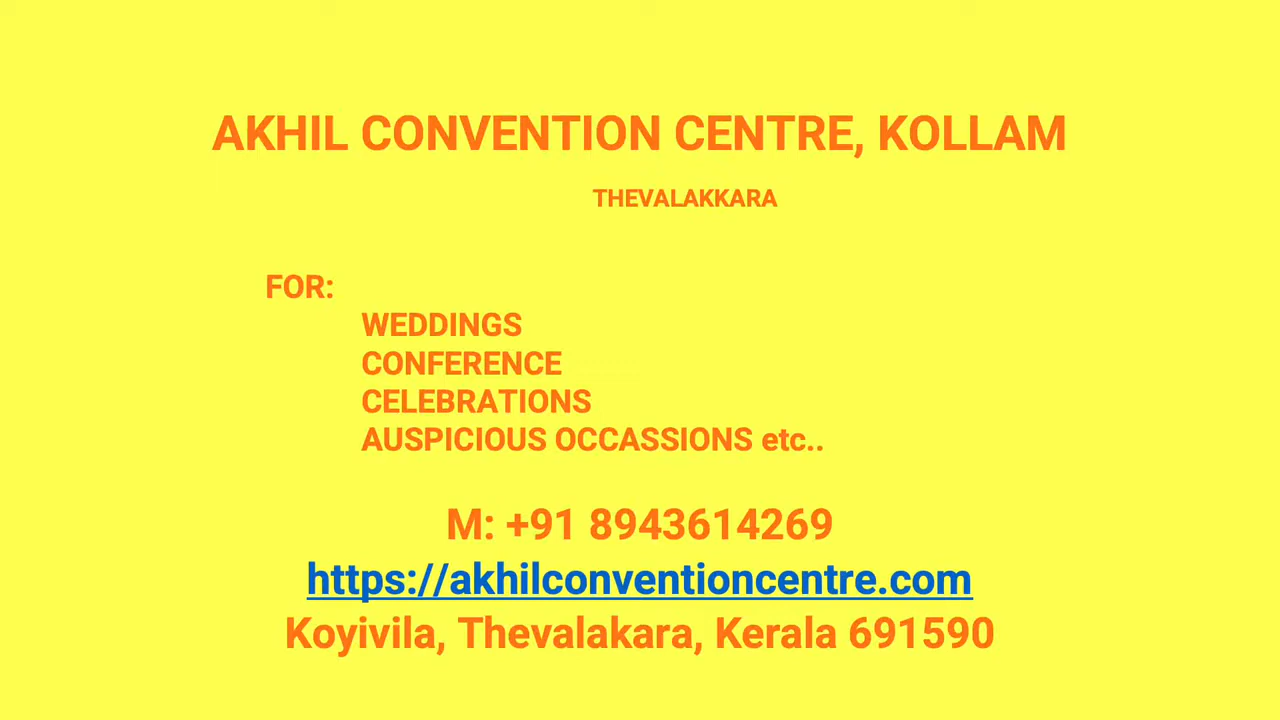 AKHIL CONVENTION CENTRE, KOLLAM
THEVALAKKARA
FOR:
WEDDINGS
CONFERENCE
CELEBRATIONS
AUSPICIOUS OCCASSIONS etc..
M: +91 8943614269
https://akhilconventioncentre.com
Koyivila, Thevalakara, Kerala 691590